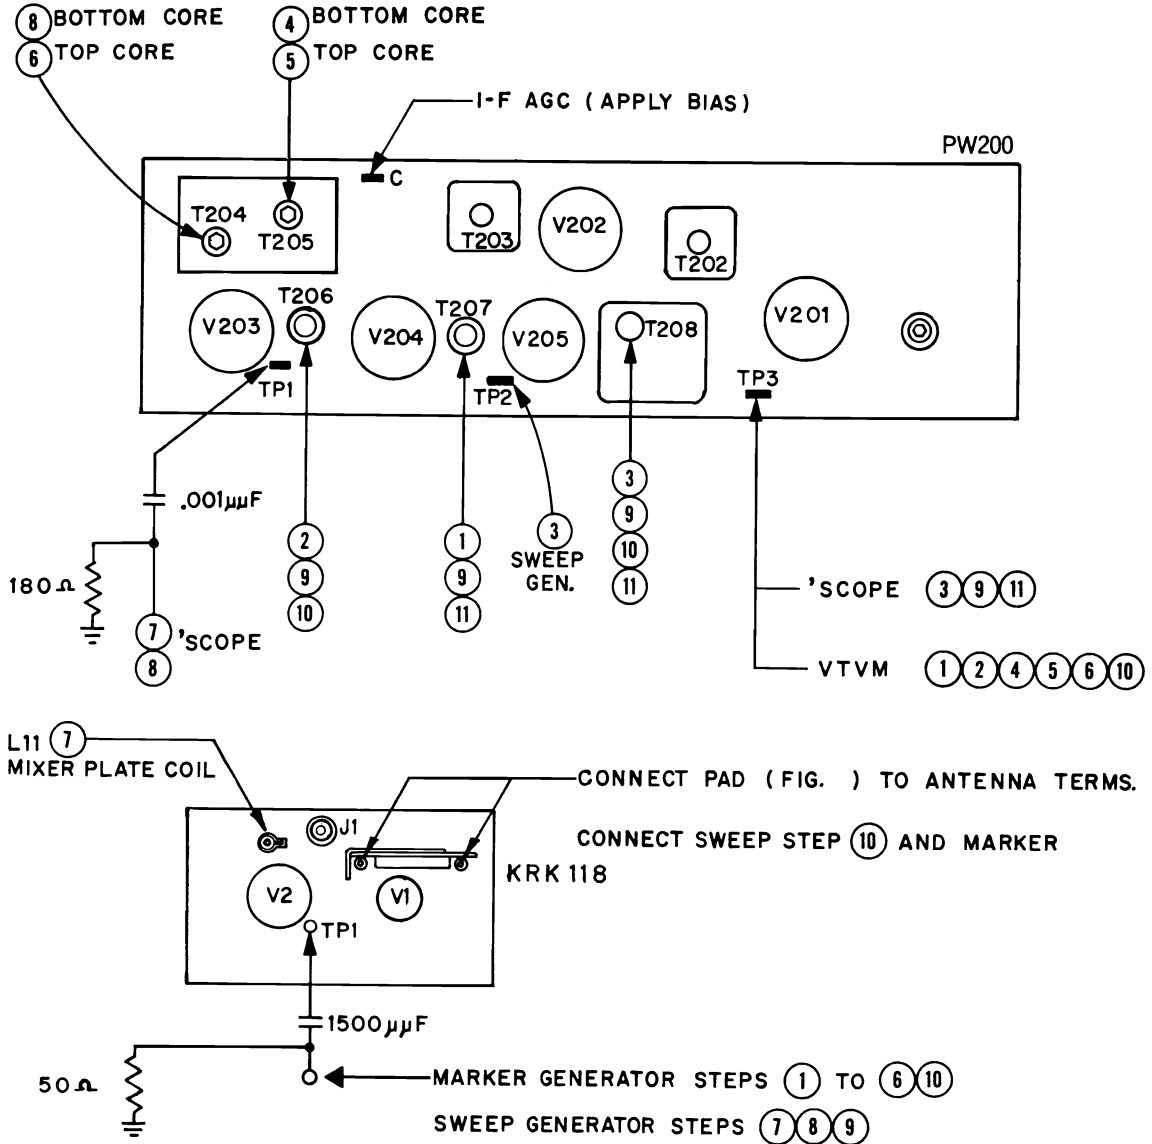 ⑧ BOTTOM CORE
⑥ TOP CORE
④ BOTTOM CORE
⑤ TOP CORE
I-F AGC (APPLY BIAS)
PW200
C
T204
T205
T203
V202
T202
V203
T206
V204
T207
V205
T208
V201
TP1
TP2
TP3
.001µµF
180Ω
⑦ 'SCOPE
⑧
②
⑨
⑩
①
⑨
⑪
③
SWEEP
GEN.
③
⑨
⑩
⑪
'SCOPE ③ ⑨ ⑪
VTVM ① ② ④ ⑤ ⑥ ⑩
L11 ⑦
MIXER PLATE COIL
CONNECT PAD (FIG. ) TO ANTENNA TERMS.
CONNECT SWEEP STEP ⑩ AND MARKER
J1
KRK 118
V2
V1
TP1
1500µµF
50Ω
MARKER GENERATOR STEPS ① TO ⑥ ⑩
SWEEP GENERATOR STEPS ⑦ ⑧ ⑨